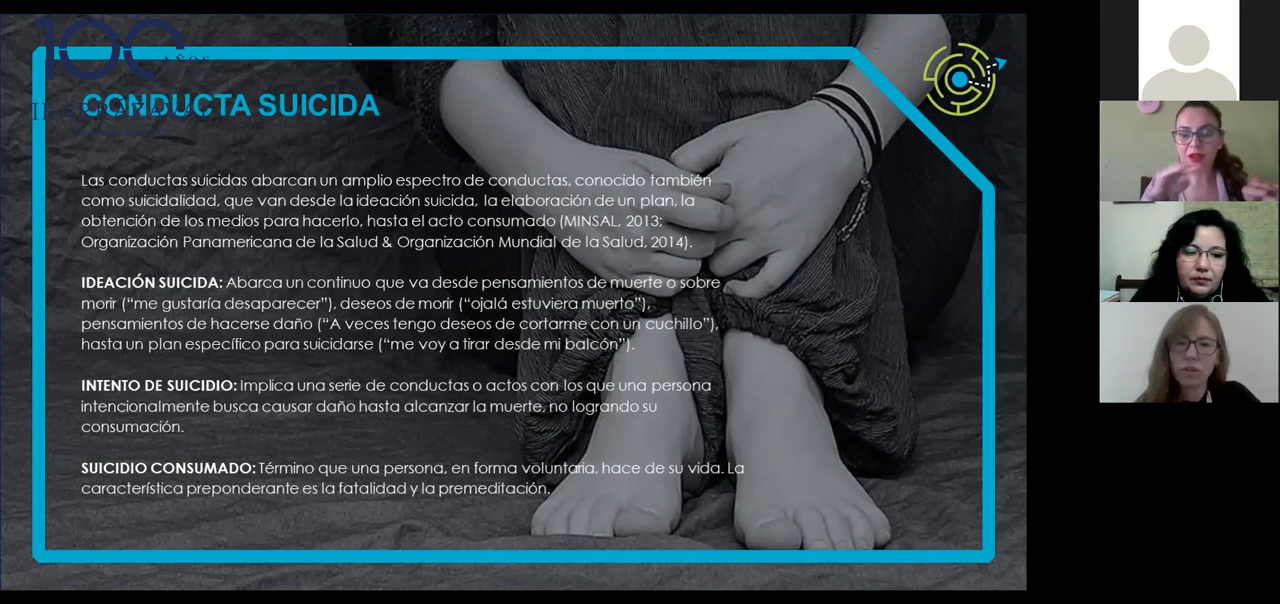 100
AÑOS
CONDUCTA SUICIDA
Las conductas suicidas abarcan un amplio espectro de conductas, conocido también
como suicidalidad, que van desde la ideación suicida, la elaboración de un plan, la
obtención de los medios para hacerlo, hasta el acto consumado (MINSAL, 2013;
Organización Panamericana de la Salud & Organización Mundial de la Salud, 2014).
IDEACIÓN SUICIDA: Abarca un continuo que va desde pensamientos de muerte o sobre
morir (“me gustaría desaparecer”), deseos de morir (“ojalá estuviera muerto”),
pensamientos de hacerse daño (“A veces tengo deseos de cortarme con un cuchillo”),
hasta un plan específico para suicidarse (“me voy a tirar desde mi balcón”).
INTENTO DE SUICIDIO: Implica una serie de conductas o actos con los que una persona
intencionalmente busca causar daño hasta alcanzar la muerte, no logrando su
consumación.
SUICIDIO CONSUMADO: Término que una persona, en forma voluntaria, hace de su vida. La
característica preponderante es la fatalidad y la premeditación.